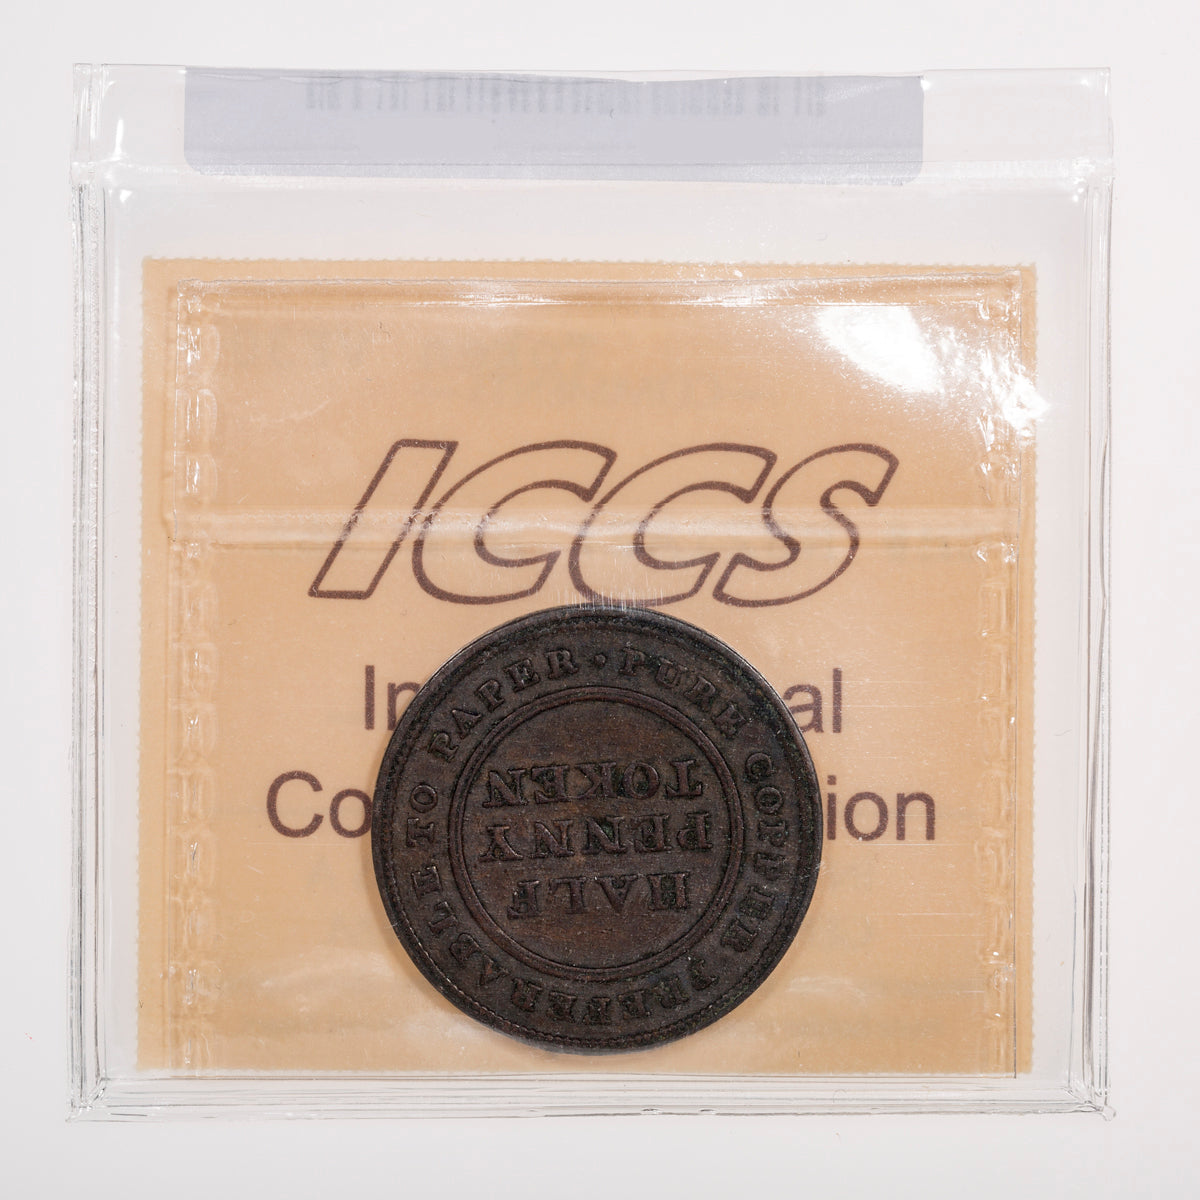 ICCS
In al
Co ion
PURE COPPER PREFERABLE TO PAPER ·
HALF
PENNY
TOKEN